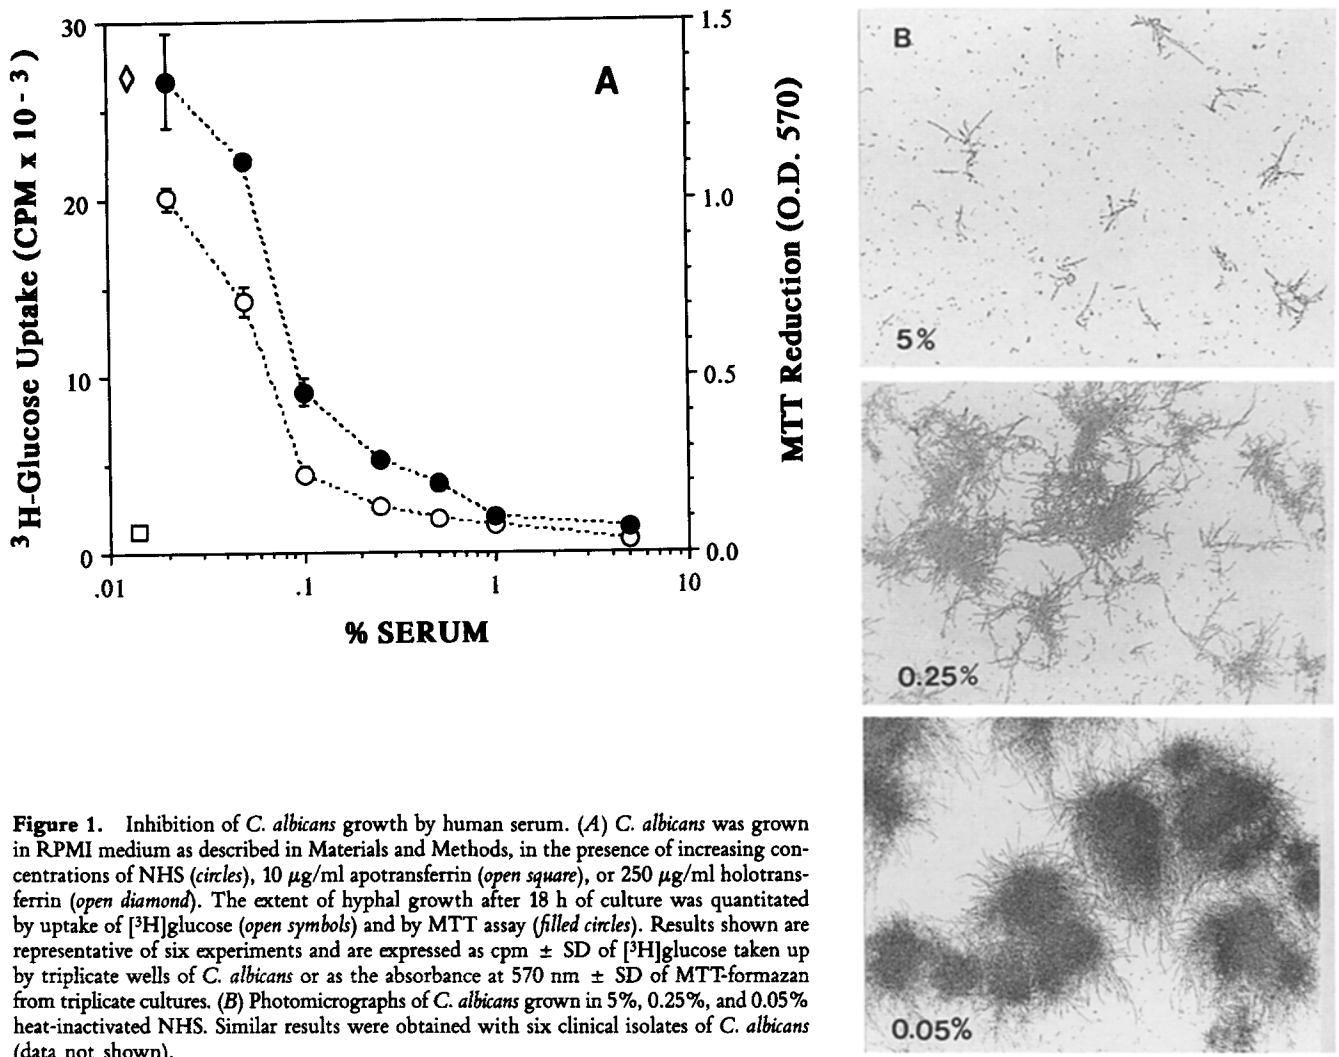 A
30
20
10
0
³H-Glucose Uptake (CPM x 10 - 3 )
1.5
1.0
0.5
0.0
MTT Reduction (O.D. 570)
.01
.1
1
10
% SERUM
B
5%
0.25%
0.05%
Figure 1. Inhibition of C. albicans growth by human serum. (A) C. albicans was grown
in RPMI medium as described in Materials and Methods, in the presence of increasing con-
centrations of NHS (circles), 10 μg/ml apotransferrin (open square), or 250 μg/ml holotrans-
ferrin (open diamond). The extent of hyphal growth after 18 h of culture was quantitated
by uptake of [³H]glucose (open symbols) and by MTT assay (filled circles). Results shown are
representative of six experiments and are expressed as cpm ± SD of [³H]glucose taken up
by triplicate wells of C. albicans or as the absorbance at 570 nm ± SD of MTT-formazan
from triplicate cultures. (B) Photomicrographs of C. albicans grown in 5%, 0.25%, and 0.05%
heat-inactivated NHS. Similar results were obtained with six clinical isolates of C. albicans
(data not shown).